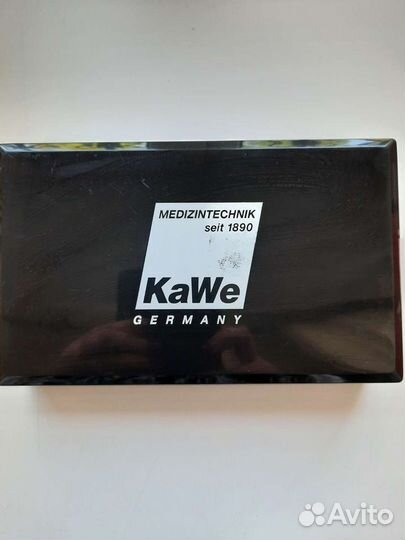 MEDIZINTECHNIK
seit 1890
KaWe
GERMANY
Avito